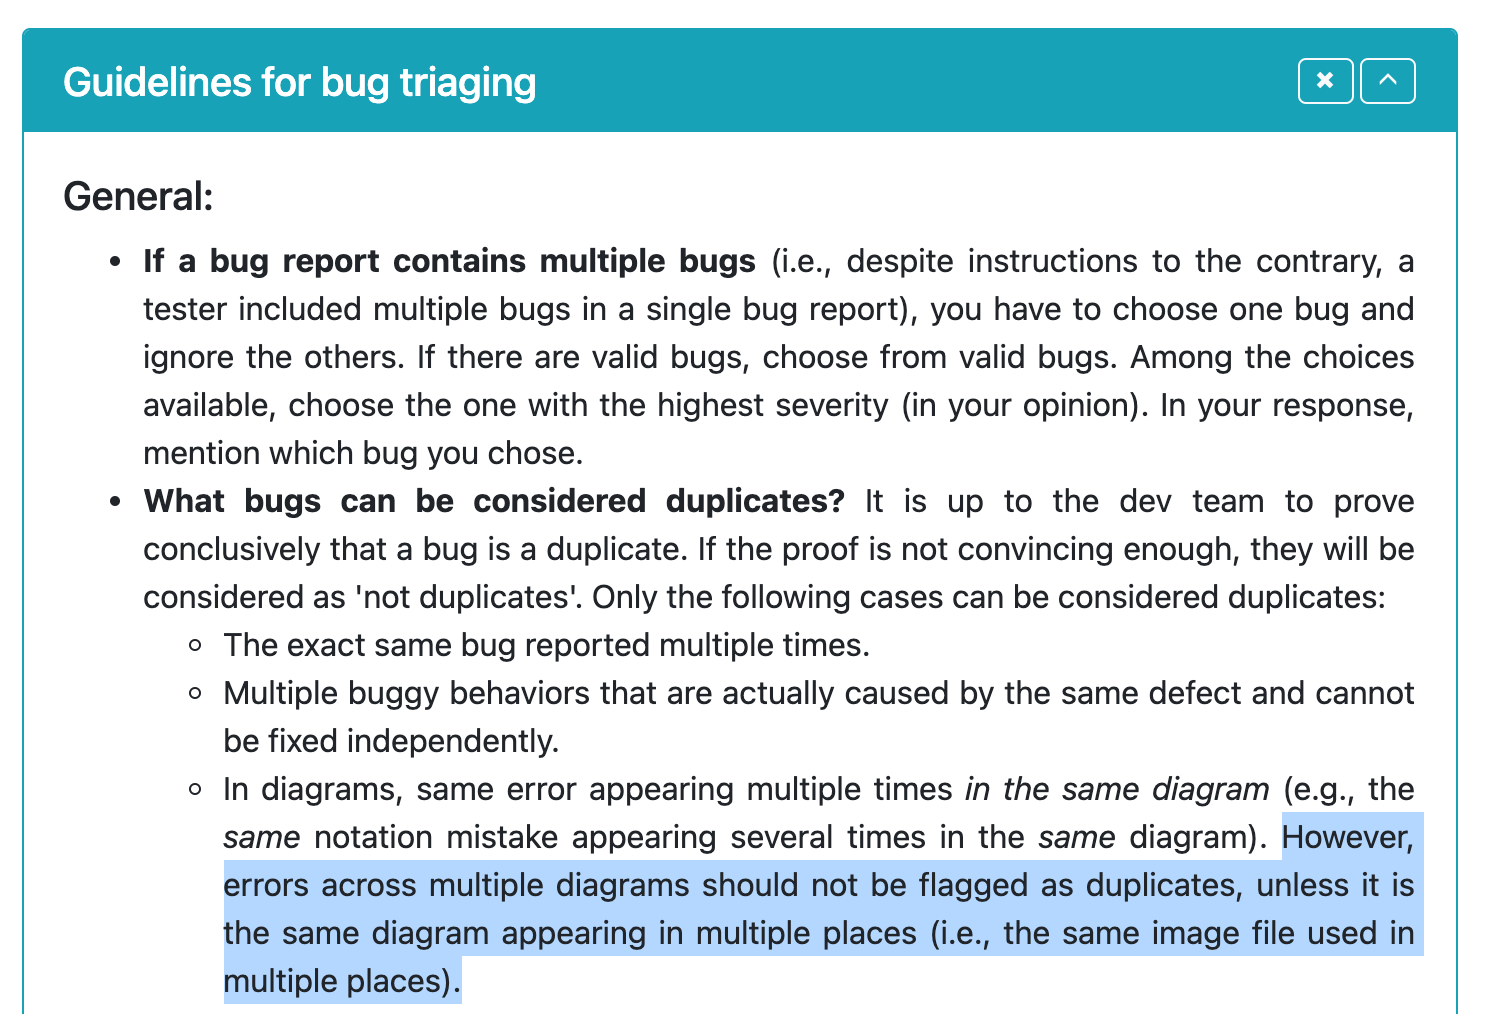 Guidelines for bug triaging
General:
• If a bug report contains multiple bugs (i.e., despite instructions to the contrary, a
tester included multiple bugs in a single bug report), you have to choose one bug and
ignore the others. If there are valid bugs, choose from valid bugs. Among the choices
available, choose the one with the highest severity (in your opinion). In your response,
mention which bug you chose.
• What bugs can be considered duplicates? It is up to the dev team to prove
conclusively that a bug is a duplicate. If the proof is not convincing enough, they will be
considered as 'not duplicates'. Only the following cases can be considered duplicates:
◦ The exact same bug reported multiple times.
◦ Multiple buggy behaviors that are actually caused by the same defect and cannot
be fixed independently.
◦ In diagrams, same error appearing multiple times in the same diagram (e.g., the
same notation mistake appearing several times in the same diagram). However,
errors across multiple diagrams should not be flagged as duplicates, unless it is
the same diagram appearing in multiple places (i.e., the same image file used in
multiple places).